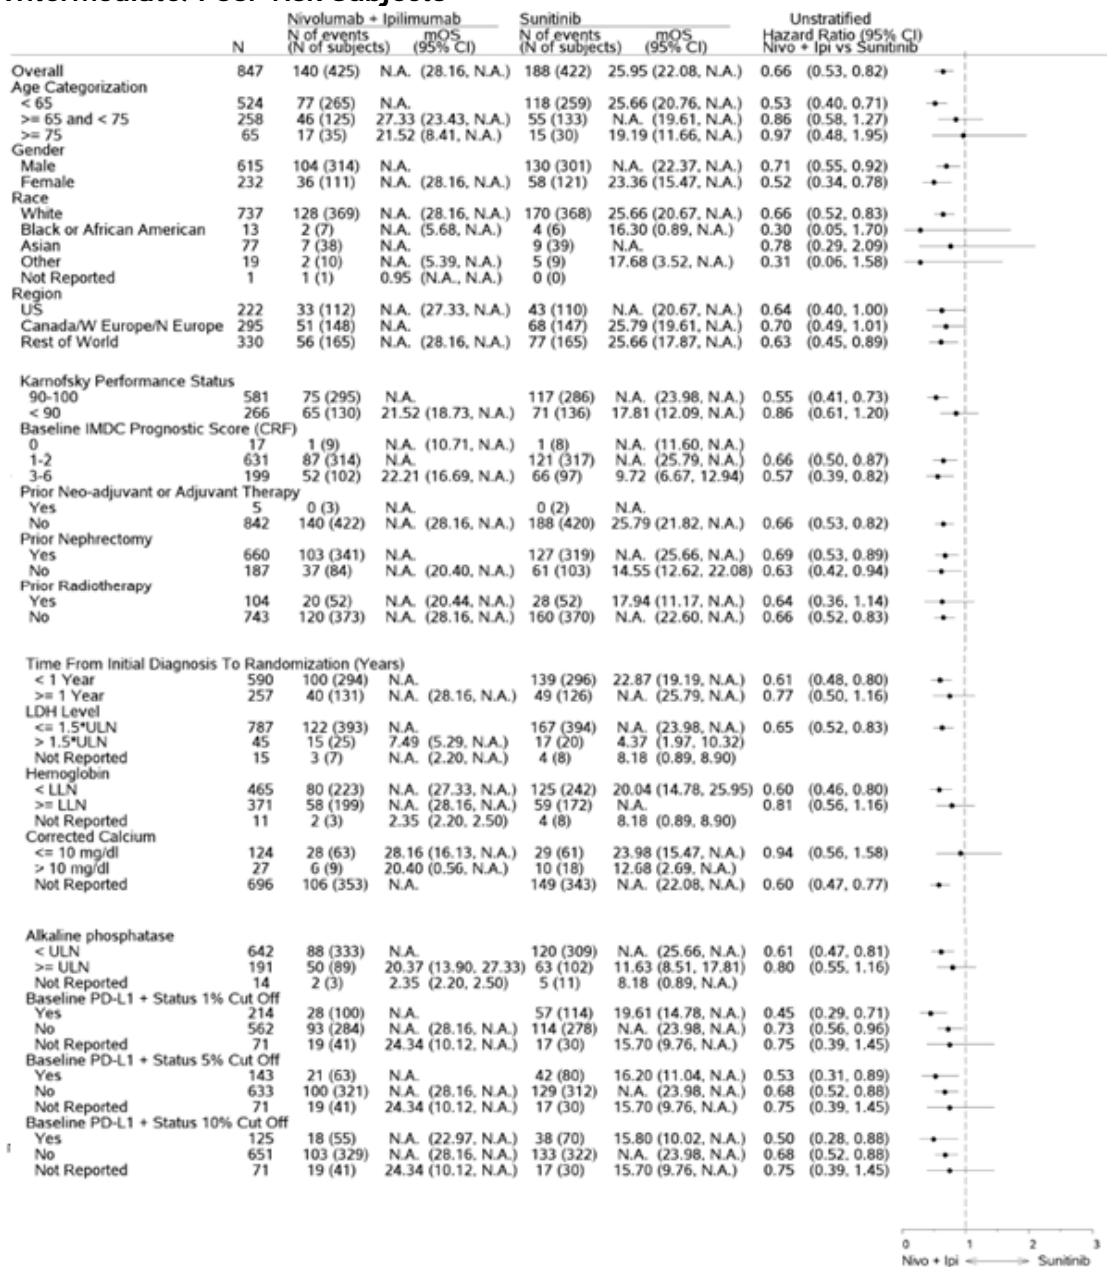 Nivolumab + Ipilimumab Sunitinib Unstratified
N of events mOS N of events mOS Hazard Ratio (95% CI)
N (N of subjects) (95% CI) (N of subjects) (95% CI) Nivo + Ipi vs Sunitinib
Overall 847 140 (425) N.A. (28.16, N.A.) 188 (422) 25.95 (22.08, N.A.) 0.66 (0.53, 0.82)
Age Categorization
< 65 524 77 (265) N.A. 118 (259) 25.66 (20.76, N.A.) 0.53 (0.40, 0.71)
>= 65 and < 75 258 46 (125) 27.33 (23.43, N.A.) 55 (133) N.A. (19.61, N.A.) 0.86 (0.58, 1.27)
>= 75 65 17 (35) 21.52 (8.41, N.A.) 15 (30) 19.19 (11.66, N.A.) 0.97 (0.48, 1.95)
Gender
Male 615 104 (314) N.A. 130 (301) N.A. (22.37, N.A.) 0.71 (0.55, 0.92)
Female 232 36 (111) N.A. (28.16, N.A.) 58 (121) 23.36 (15.47, N.A.) 0.52 (0.34, 0.78)
Race
White 737 128 (369) N.A. (28.16, N.A.) 170 (368) 25.66 (20.67, N.A.) 0.66 (0.52, 0.83)
Black or African American 13 2 (7) N.A. (5.68, N.A.) 4 (6) 16.30 (0.89, N.A.) 0.30 (0.05, 1.70)
Asian 77 7 (38) N.A. 9 (39) N.A. 0.78 (0.29, 2.09)
Other 19 2 (10) N.A. (5.39, N.A.) 5 (9) 17.68 (3.52, N.A.) 0.31 (0.06, 1.58)
Not Reported 1 1 (1) 0.95 (N.A., N.A.) 0 (0)
Region
US 222 33 (112) N.A. (27.33, N.A.) 43 (110) N.A. (20.67, N.A.) 0.64 (0.40, 1.00)
Canada/W Europe/N Europe 295 51 (148) N.A. 68 (147) 25.79 (19.61, N.A.) 0.70 (0.49, 1.01)
Rest of World 330 56 (165) N.A. (28.16, N.A.) 77 (165) 25.66 (17.87, N.A.) 0.63 (0.45, 0.89)
Karnofsky Performance Status
90-100 581 75 (295) N.A. 117 (286) N.A. (23.98, N.A.) 0.55 (0.41, 0.73)
< 90 266 65 (130) 21.52 (18.73, N.A.) 71 (136) 17.81 (12.09, N.A.) 0.86 (0.61, 1.20)
Baseline IMDC Prognostic Score (CRF)
0 17 1 (9) N.A. (10.71, N.A.) 1 (8) N.A. (11.60, N.A.)
1-2 631 87 (314) N.A. 121 (317) N.A. (25.79, N.A.) 0.66 (0.50, 0.87)
3-6 199 52 (102) 22.21 (16.69, N.A.) 66 (97) 9.72 (6.67, 12.94) 0.57 (0.39, 0.82)
Prior Neo-adjuvant or Adjuvant Therapy
Yes 5 0 (3) N.A. 0 (2) N.A.
No 842 140 (422) N.A. (28.16, N.A.) 188 (420) 25.79 (21.82, N.A.) 0.66 (0.53, 0.82)
Prior Nephrectomy
Yes 660 103 (341) N.A. 127 (319) N.A. (25.66, N.A.) 0.69 (0.53, 0.89)
No 187 37 (84) N.A. (20.40, N.A.) 61 (103) 14.55 (12.62, 22.08) 0.63 (0.42, 0.94)
Prior Radiotherapy
Yes 104 20 (52) N.A. (20.44, N.A.) 28 (52) 17.94 (11.17, N.A.) 0.64 (0.36, 1.14)
No 743 120 (373) N.A. (28.16, N.A.) 160 (370) N.A. (22.60, N.A.) 0.66 (0.52, 0.83)
Time From Initial Diagnosis To Randomization (Years)
< 1 Year 590 100 (294) N.A. 139 (296) 22.87 (19.19, N.A.) 0.61 (0.48, 0.80)
>= 1 Year 257 40 (131) N.A. (28.16, N.A.) 49 (126) N.A. (25.79, N.A.) 0.77 (0.50, 1.16)
LDH Level
<= 1.5*ULN 787 122 (393) N.A. 167 (394) N.A. (23.98, N.A.) 0.65 (0.52, 0.83)
> 1.5*ULN 45 15 (25) 7.49 (5.29, N.A.) 17 (20) 4.37 (1.97, 10.32)
Not Reported 15 3 (7) N.A. (2.20, N.A.) 4 (8) 8.18 (0.89, 8.90)
Hemoglobin
< LLN 465 80 (223) N.A. (27.33, N.A.) 125 (242) 20.04 (14.78, 25.95) 0.60 (0.46, 0.80)
>= LLN 371 58 (199) N.A. (28.16, N.A.) 59 (172) N.A. 0.81 (0.56, 1.16)
Not Reported 11 2 (3) 2.35 (2.20, 2.50) 4 (8) 8.18 (0.89, 8.90)
Corrected Calcium
<= 10 mg/dl 124 28 (63) 28.16 (16.13, N.A.) 29 (61) 23.98 (15.47, N.A.) 0.94 (0.56, 1.58)
> 10 mg/dl 27 6 (9) 20.40 (0.56, N.A.) 10 (18) 12.68 (2.69, N.A.)
Not Reported 696 106 (353) N.A. 149 (343) N.A. (22.08, N.A.) 0.60 (0.47, 0.77)
Alkaline phosphatase
< ULN 642 88 (333) N.A. 120 (309) N.A. (25.66, N.A.) 0.61 (0.47, 0.81)
>= ULN 191 50 (89) 20.37 (13.90, 27.33) 63 (102) 11.63 (8.51, 17.81) 0.80 (0.55, 1.16)
Not Reported 14 2 (3) 2.35 (2.20, 2.50) 5 (11) 8.18 (0.89, N.A.)
Baseline PD-L1 + Status 1% Cut Off
Yes 214 28 (100) N.A. 57 (114) 19.61 (14.78, N.A.) 0.45 (0.29, 0.71)
No 562 93 (284) N.A. (28.16, N.A.) 114 (278) N.A. (23.98, N.A.) 0.73 (0.56, 0.96)
Not Reported 71 19 (41) 24.34 (10.12, N.A.) 17 (30) 15.70 (9.76, N.A.) 0.75 (0.39, 1.45)
Baseline PD-L1 + Status 5% Cut Off
Yes 143 21 (63) N.A. 42 (80) 16.20 (11.04, N.A.) 0.53 (0.31, 0.89)
No 633 100 (321) N.A. (28.16, N.A.) 129 (312) N.A. (23.98, N.A.) 0.68 (0.52, 0.88)
Not Reported 71 19 (41) 24.34 (10.12, N.A.) 17 (30) 15.70 (9.76, N.A.) 0.75 (0.39, 1.45)
Baseline PD-L1 + Status 10% Cut Off
Yes 125 18 (55) N.A. (22.97, N.A.) 38 (70) 15.80 (10.02, N.A.) 0.50 (0.28, 0.88)
No 651 103 (329) N.A. (28.16, N.A.) 133 (322) N.A. (23.98, N.A.) 0.68 (0.52, 0.88)
Not Reported 71 19 (41) 24.34 (10.12, N.A.) 17 (30) 15.70 (9.76, N.A.) 0.75 (0.39, 1.45)
0 1 2 3
Nivo + Ipi Sunitinib